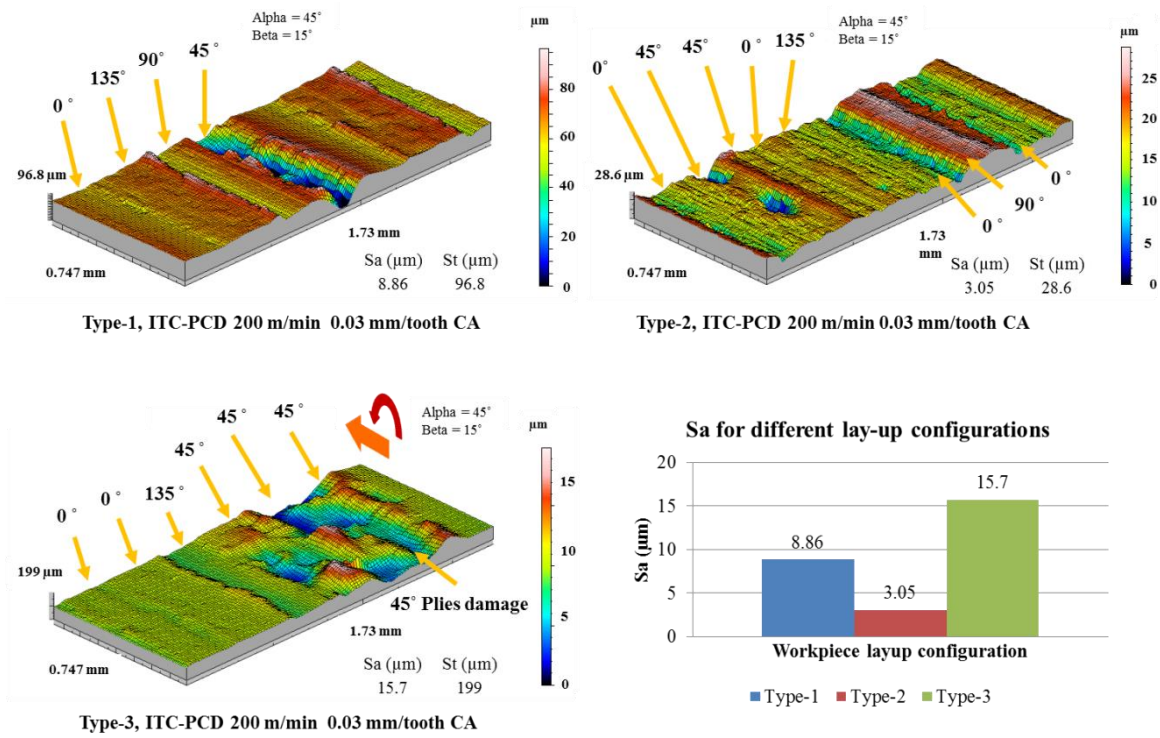 µm
Alpha = 45˚
Beta = 15˚
45˚
90˚
135˚
0˚
96.8 µm
80
60
40
20
0
1.73 mm
0.747 mm
Sa (µm) St (µm)
8.86 96.8
Type-1, ITC-PCD 200 m/min 0.03 mm/tooth CA
µm
Alpha = 45˚
Beta = 15˚
0˚
45˚
45˚
0˚
135˚
28.6 µm
25
20
15
10
5
0
0˚
90˚
0˚
1.73
mm
0.747 mm
Sa (µm) St (µm)
3.05 28.6
Type-2, ITC-PCD 200 m/min 0.03 mm/tooth CA
µm
Alpha = 45˚
Beta = 15˚
45˚
45˚
45˚
135˚
0˚
0˚
199 µm
15
10
5
0
45˚ Plies damage
1.73 mm
0.747 mm
Sa (µm) St (µm)
15.7 199
Type-3, ITC-PCD 200 m/min 0.03 mm/tooth CA
Sa for different lay-up configurations
Sa (µm)
20
15
10
5
0
8.86
3.05
15.7
Workpiece layup configuration
Type-1 Type-2 Type-3